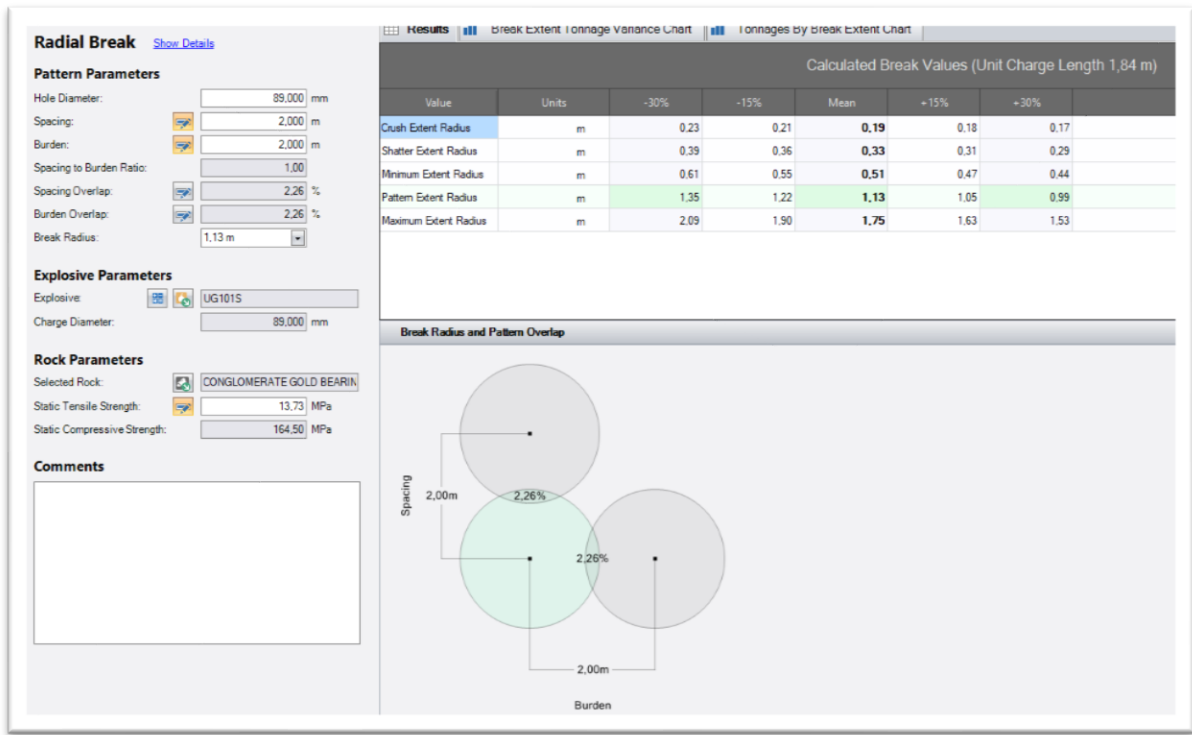 Radial Break Show Details
Pattern Parameters
Hole Diameter: 89,000 mm
Spacing: 2,000 m
Burden: 2,000 m
Spacing to Burden Ratio: 1,00
Spacing Overlap: 2,26 %
Burden Overlap: 2,26 %
Break Radius: 1,13 m
Explosive Parameters
Explosive: UG101S
Charge Diameter: 89,000 mm
Rock Parameters
Selected Rock: CONGLOMERATE GOLD BEARIN
Static Tensile Strength: 13,73 MPa
Static Compressive Strength: 164,50 MPa
Comments
Results Break Extent Tonnage Variance Chart Tonnages By Break Extent Chart
Calculated Break Values (Unit Charge Length 1,84 m)
Value Units -30% -15% Mean +15% +30%
Crush Extent Radius m 0,23 0,21 0,19 0,18 0,17
Shatter Extent Radius m 0,39 0,36 0,33 0,31 0,29
Minimum Extent Radius m 0,61 0,55 0,51 0,47 0,44
Pattern Extent Radius m 1,35 1,22 1,13 1,05 0,99
Maximum Extent Radius m 2,09 1,90 1,75 1,63 1,53
Break Radius and Pattern Overlap
Spacing
2,00m
2,26%
2,26%
2,00m
Burden